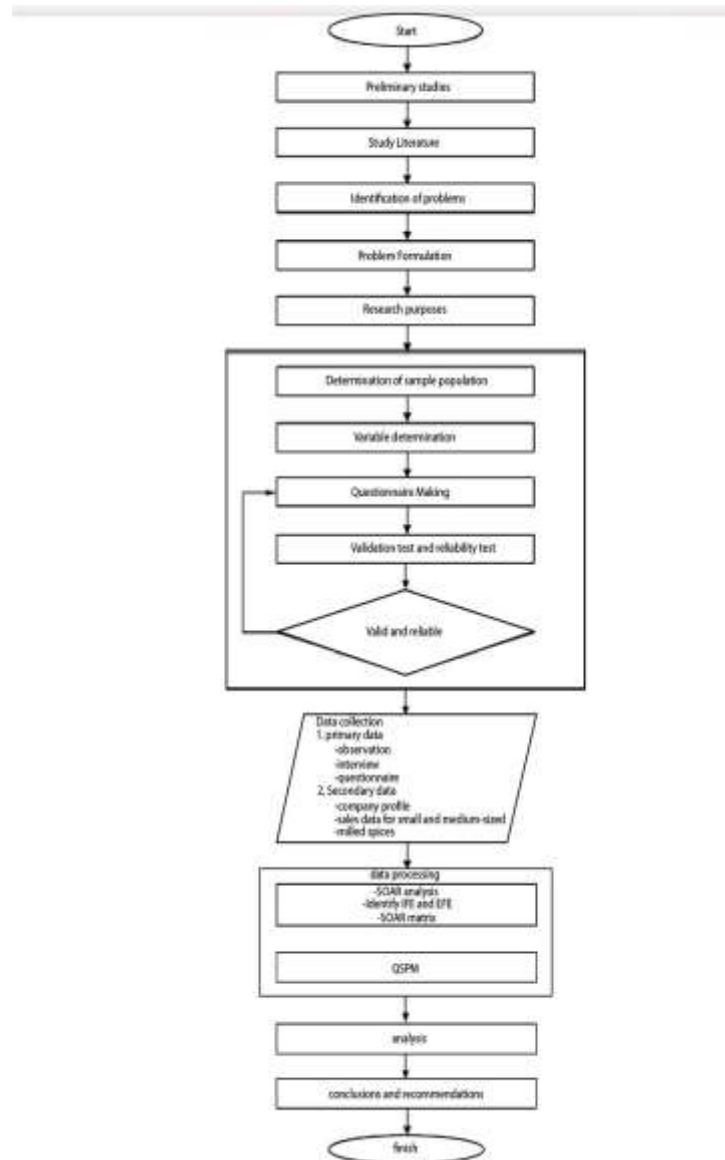 Start
Preliminary studies
Study Literature
Identification of problems
Problem Formulation
Research purposes
Determination of sample population
Variable determination
Questionnaire Making
Validation test and reliability test
Valid and reliable
Data collection
1. primary data
-observation
-interview
-questionnaire
2, Secondary data
-company profile
-sales data for small and medium-sized
-milled spices
data processing
-SOAR analysis
-Identify IFE and EFE
-SOAR matrix
QSPM
analysis
conclusions and recommendations
finish